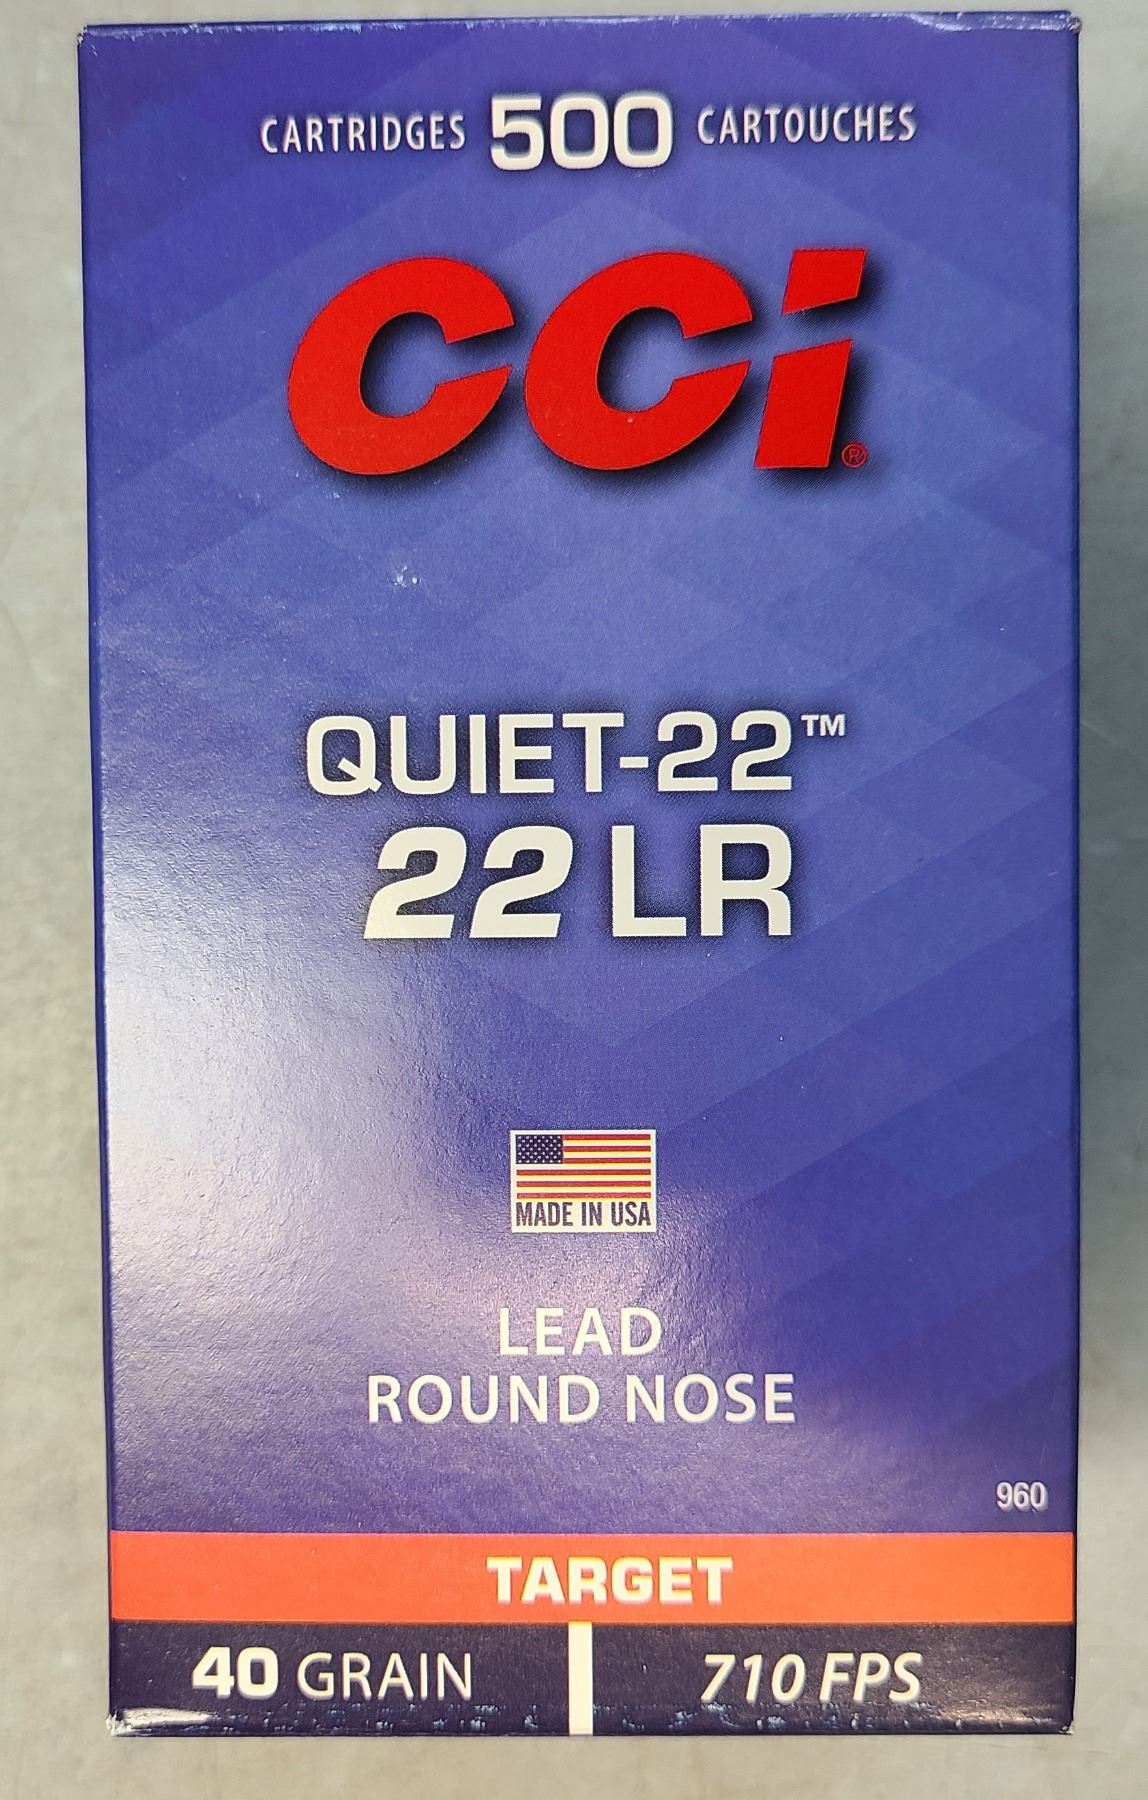 CARTRIDGES 500 CARTOUCHES
CCi®
QUIET-22™
22 LR
MADE IN USA
LEAD
ROUND NOSE
960
TARGET
40 GRAIN 710 FPS